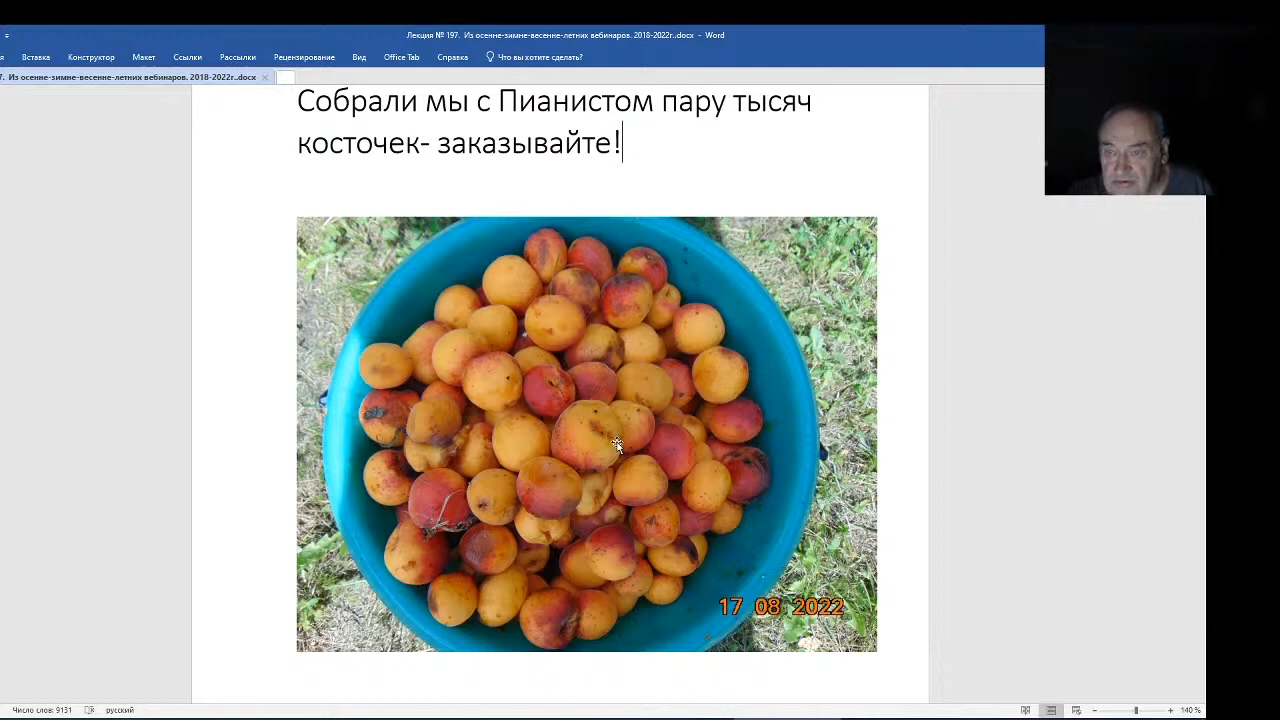 Лекция № 197.  Из осенне-зимне-весенне-летних вебинаров. 2018-2022г..docx  -  Word
Вставка Конструктор Макет Ссылки Рассылки Рецензирование Вид Office Tab Справка Что вы хотите сделать?
7.  Из осенне-зимне-весенне-летних вебинаров. 2018-2022г..docx
Собрали мы с Пианистом пару тысяч
косточек- заказывайте!
17 08 2022
Число слов: 9131 русский 140 %